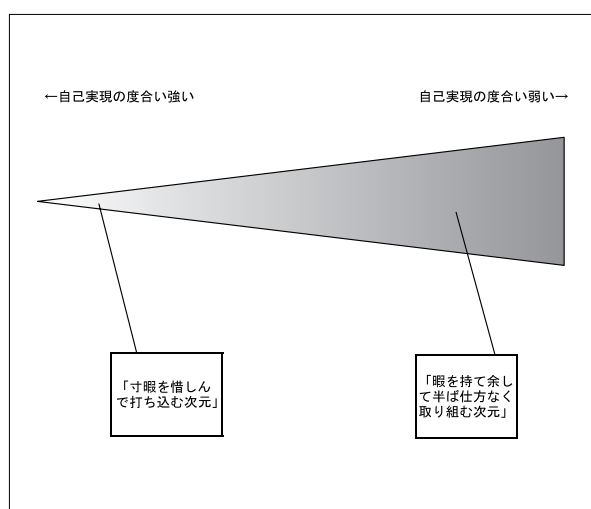 ←自己実現の度合い強い
自己実現の度合い弱い→
「寸暇を惜しん
で打ち込む次元」
「暇を持て余し
て半ば仕方なく
取り組む次元」